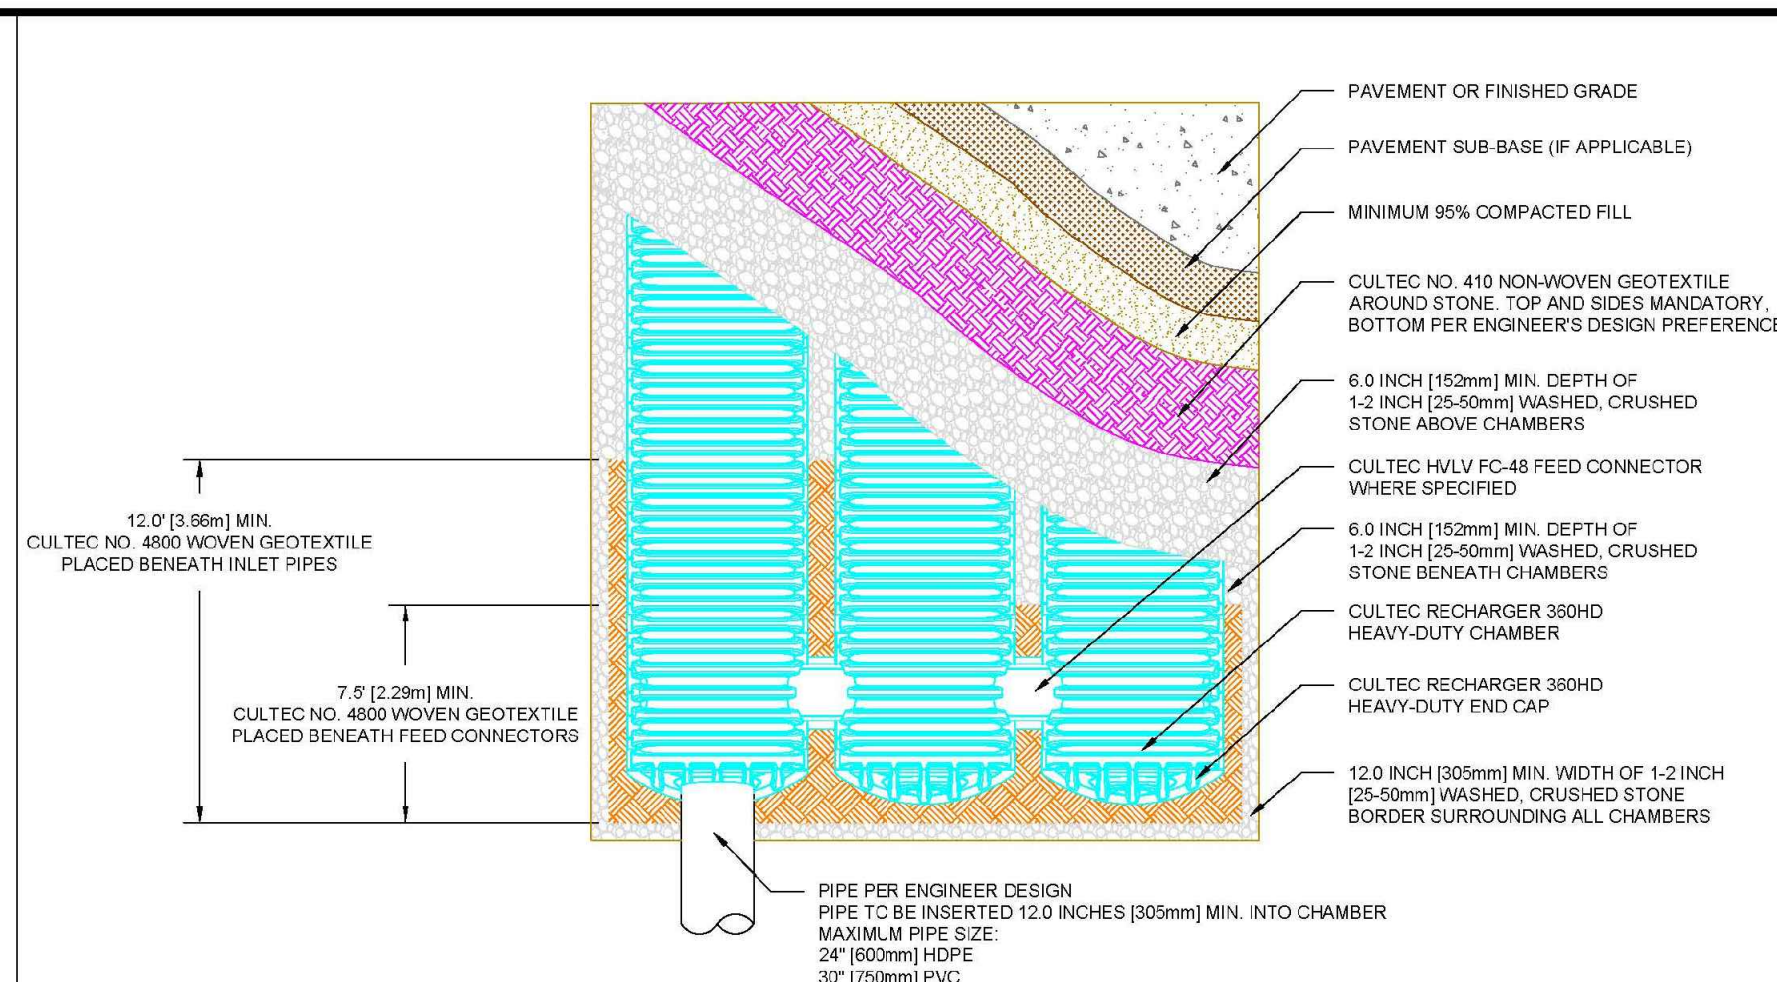 PAVEMENT OR FINISHED GRADE
PAVEMENT SUB-BASE (IF APPLICABLE)
MINIMUM 95% COMPACTED FILL
CULTEC NO. 410 NON-WOVEN GEOTEXTILE
AROUND STONE. TOP AND SIDES MANDATORY,
BOTTOM PER ENGINEER'S DESIGN PREFERENCE
6.0 INCH [152mm] MIN. DEPTH OF
1-2 INCH [25-50mm] WASHED, CRUSHED
STONE ABOVE CHAMBERS
CULTEC HVLV FC-48 FEED CONNECTOR
WHERE SPECIFIED
6.0 INCH [152mm] MIN. DEPTH OF
1-2 INCH [25-50mm] WASHED, CRUSHED
STONE BENEATH CHAMBERS
CULTEC RECHARGER 360HD
HEAVY-DUTY CHAMBER
CULTEC RECHARGER 360HD
HEAVY-DUTY END CAP
12.0 INCH [305mm] MIN. WIDTH OF 1-2 INCH
[25-50mm] WASHED, CRUSHED STONE
BORDER SURROUNDING ALL CHAMBERS
12.0' [3.66m] MIN.
CULTEC NO. 4800 WOVEN GEOTEXTILE
PLACED BENEATH INLET PIPES
7.5' [2.29m] MIN.
CULTEC NO. 4800 WOVEN GEOTEXTILE
PLACED BENEATH FEED CONNECTORS
PIPE PER ENGINEER DESIGN
PIPE TO BE INSERTED 12.0 INCHES [305mm] MIN. INTO CHAMBER
MAXIMUM PIPE SIZE:
24" [600mm] HDPE
30" [750mm] PVC